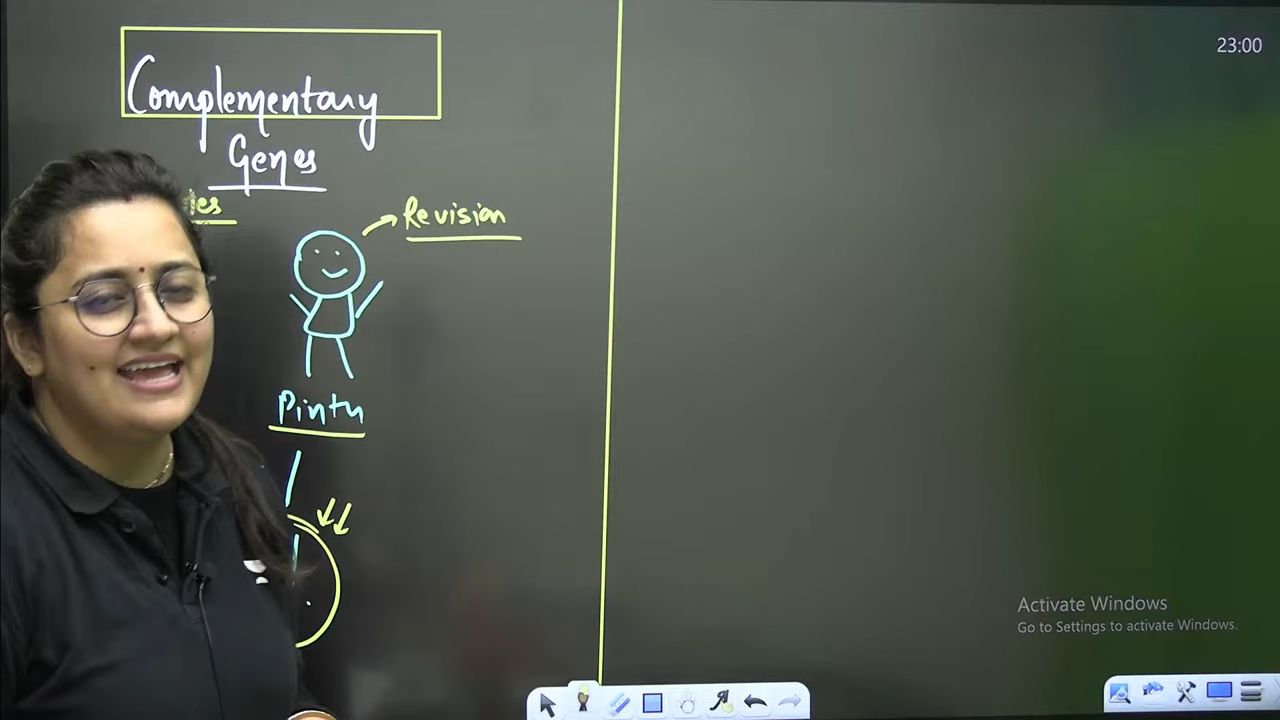 23:00
Complementary
Genes
Revision
Pintu
Activate Windows
Go to Settings to activate Windows.